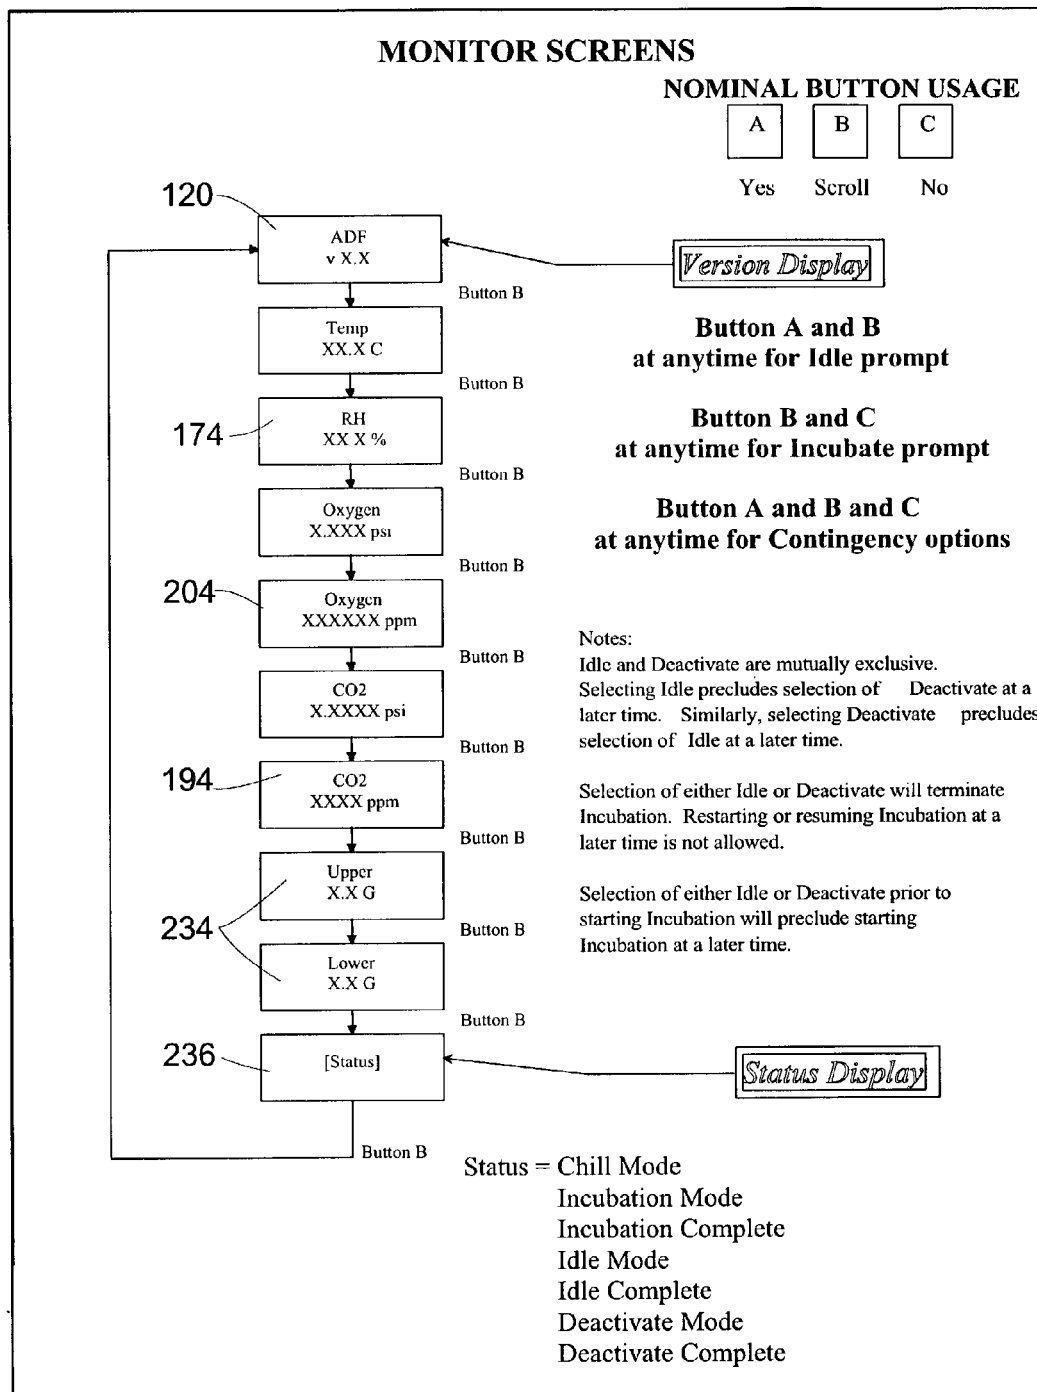 MONITOR SCREENS
NOMINAL BUTTON USAGE
A B C
Yes Scroll No
120
ADF
v X.X
Version Display
Button B
Temp
XX.X C
Button A and B
at anytime for Idle prompt
Button B
174
RH
XX X %
Button B and C
at anytime for Incubate prompt
Button B
Oxygen
X.XXX psi
Button A and B and C
at anytime for Contingency options
Button B
204
Oxygen
XXXXXX ppm
Button B
CO2
X.XXXX psi
Button B
194
CO2
XXXX ppm
Button B
Upper
X.X G
234
Button B
Lower
X.X G
Button B
236
[Status]
Status Display
Button B
Notes:
Idle and Deactivate are mutually exclusive.
Selecting Idle precludes selection of Deactivate at a
later time. Similarly, selecting Deactivate precludes
selection of Idle at a later time.
Selection of either Idle or Deactivate will terminate
Incubation. Restarting or resuming Incubation at a
later time is not allowed.
Selection of either Idle or Deactivate prior to
starting Incubation will preclude starting
Incubation at a later time.
Status = Chill Mode
Incubation Mode
Incubation Complete
Idle Mode
Idle Complete
Deactivate Mode
Deactivate Complete